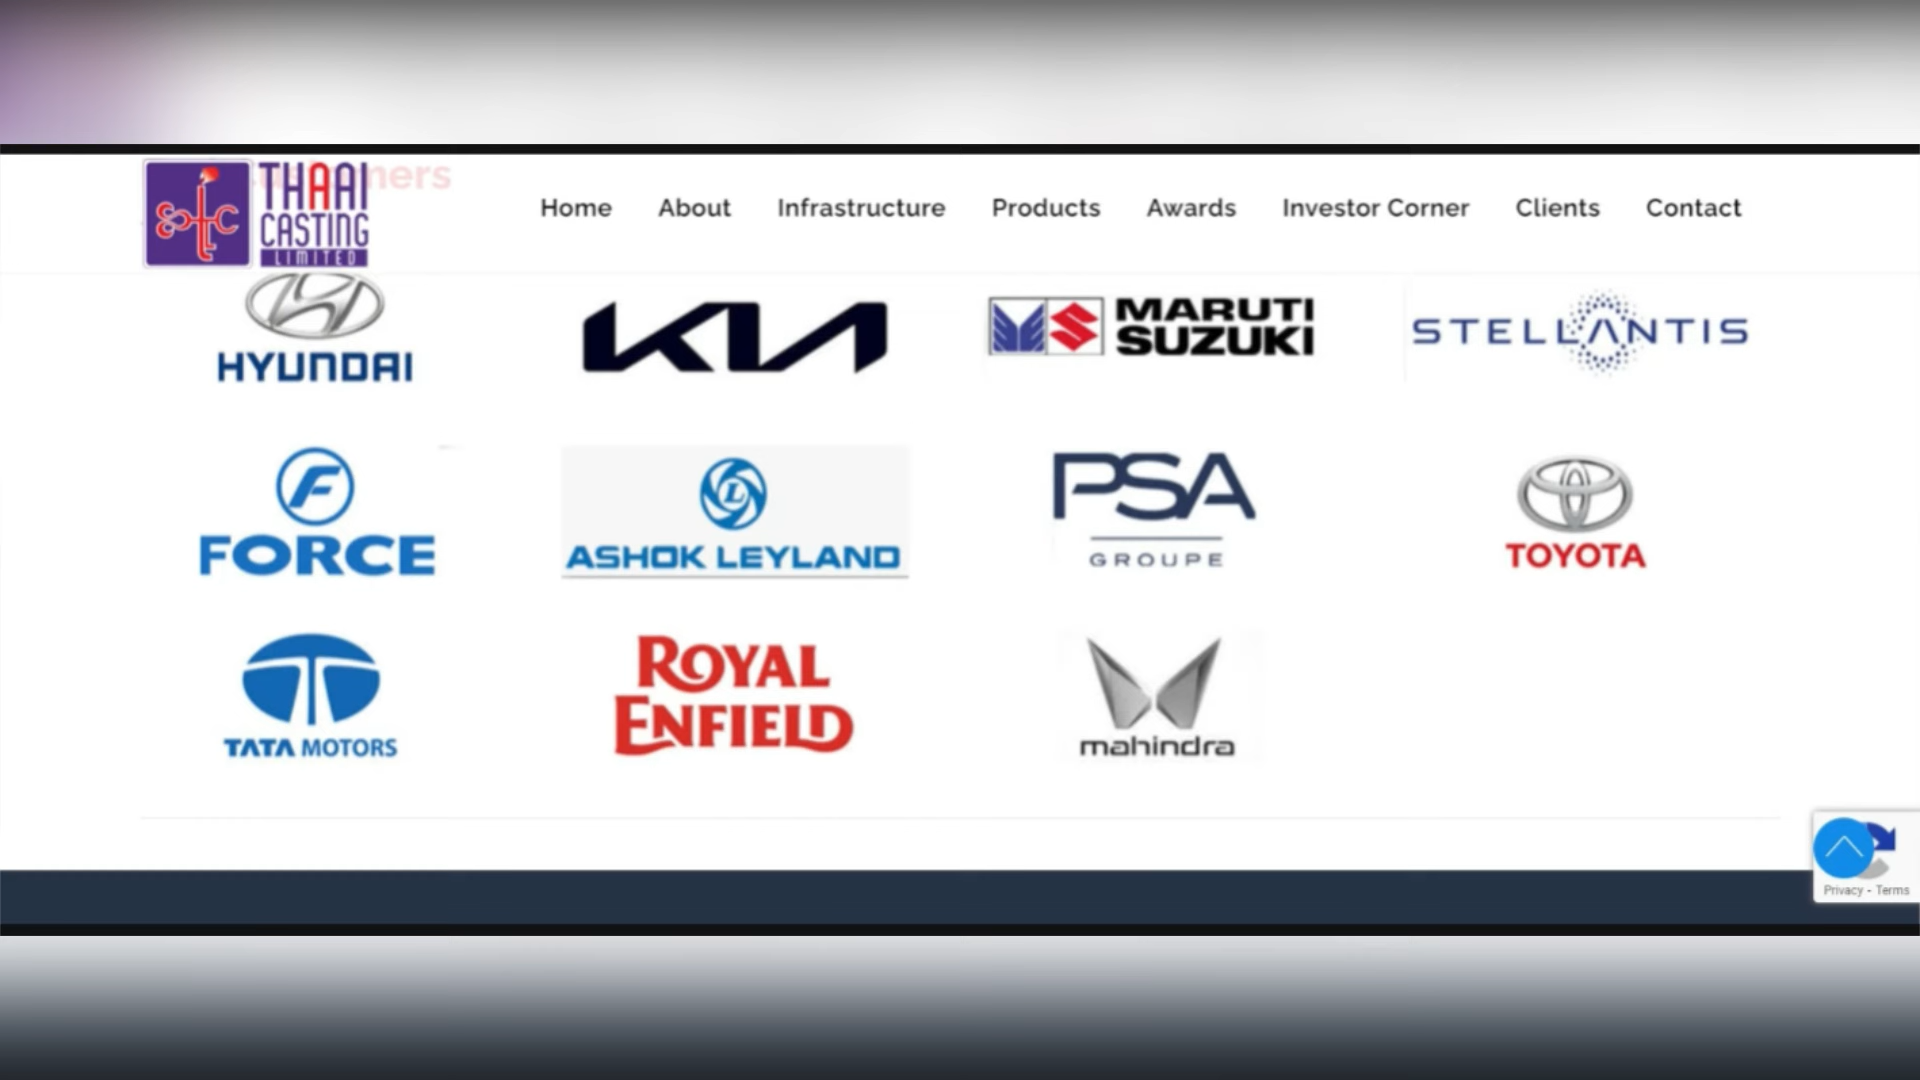 THAAI
CASTING
LIMITED
Home About Infrastructure Products Awards Investor Corner Clients Contact
HYUNDAI
KIA
MARUTI
SUZUKI
STELLANTIS
FORCE
ASHOK LEYLAND
PSA
GROUPE
TOYOTA
TATA MOTORS
ROYAL
ENFIELD
mahindra
Privacy - Terms